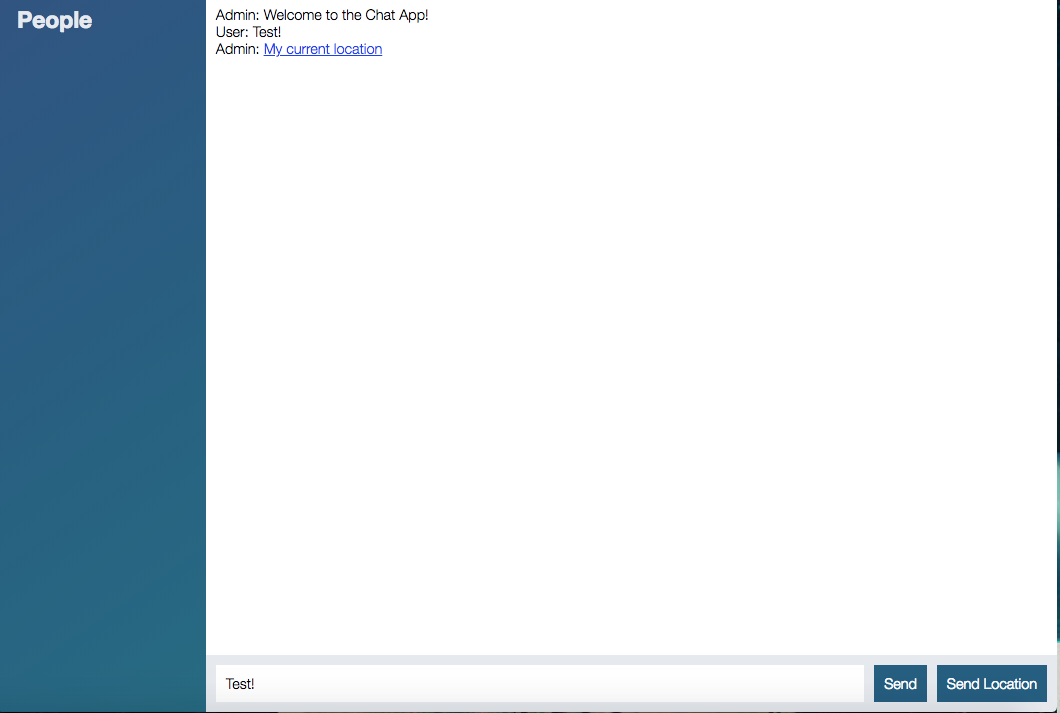 People
Admin: Welcome to the Chat App!
User: Test!
Admin: My current location
Test!
Send
Send Location